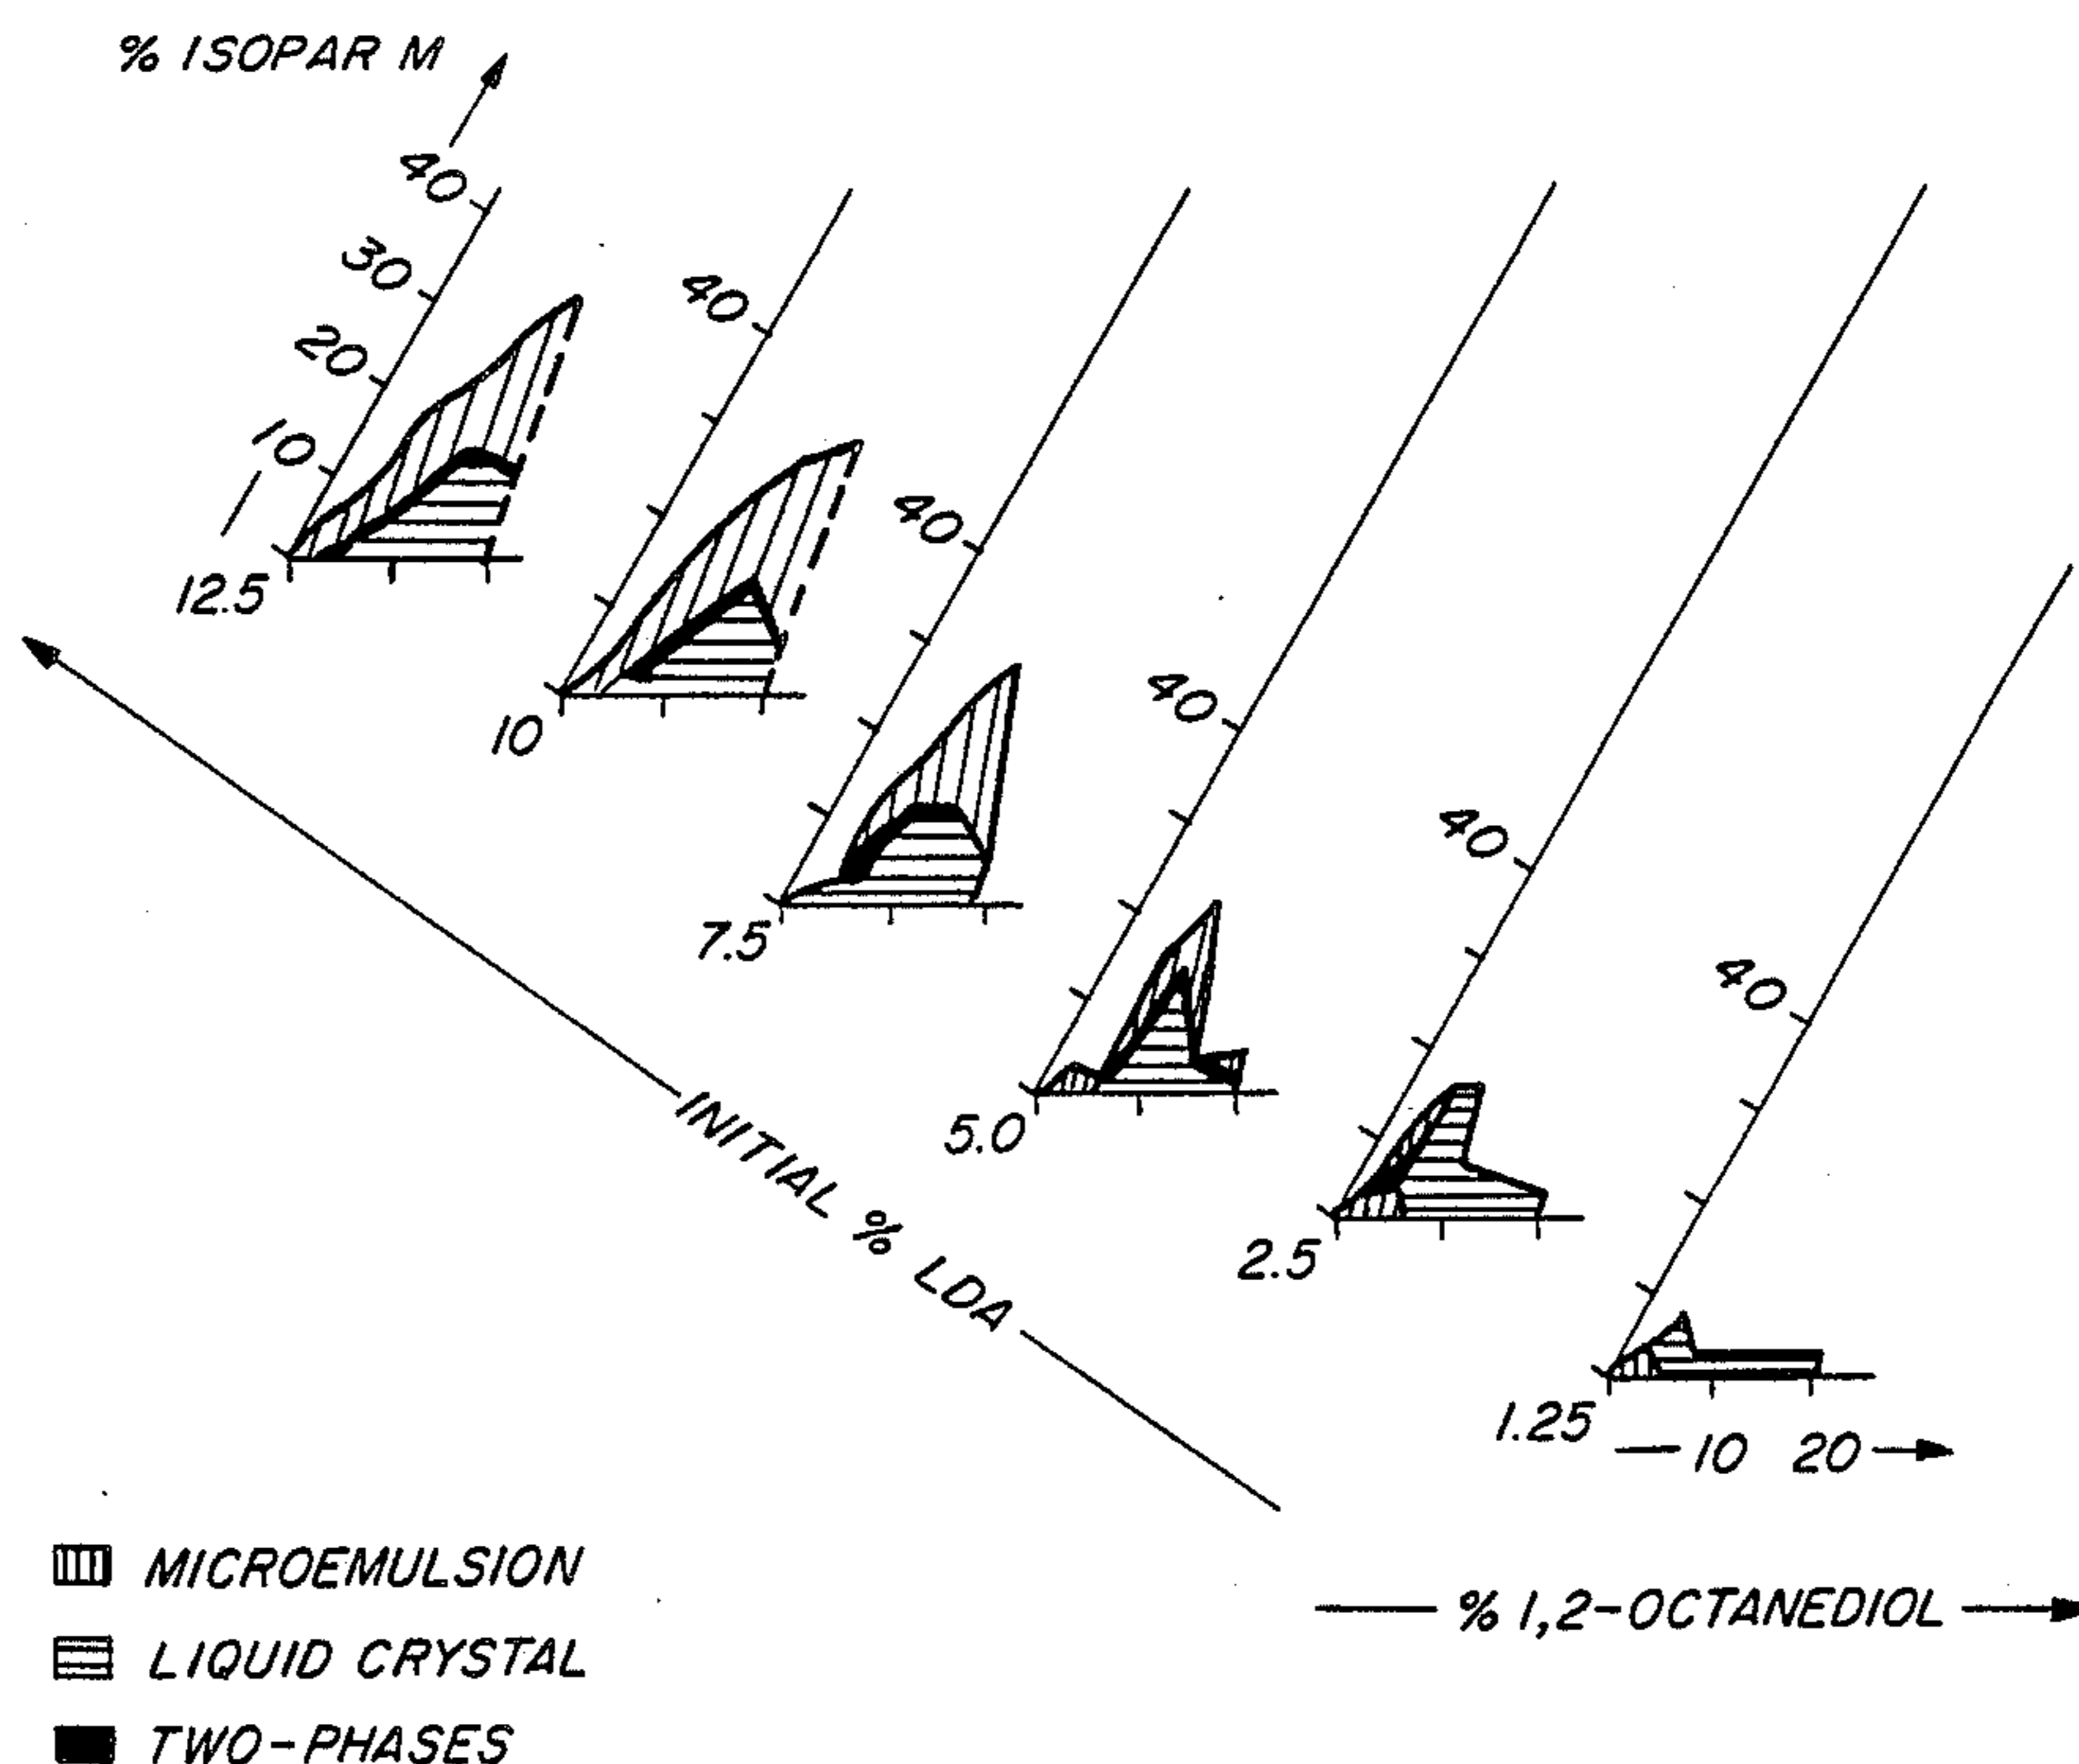 % ISOPAR M
40
30
20
10
12.5
40
10
40
7.5
40
5.0
40
2.5
40
1.25
10 20
INITIAL % LDA
% 1,2-OCTANEDIOL
MICROEMULSION
LIQUID CRYSTAL
TWO-PHASES